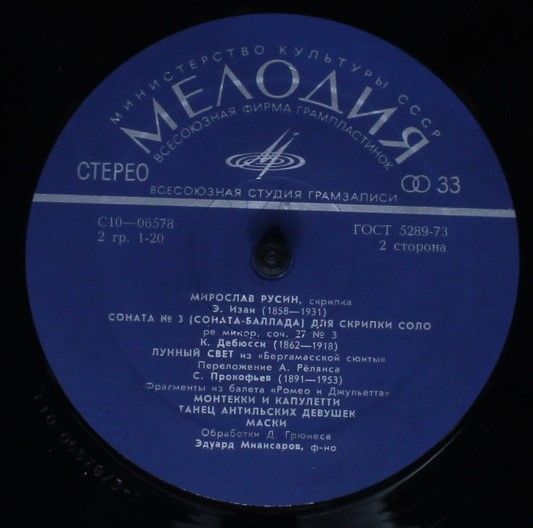 МИНИСТЕРСТВО КУЛЬТУРЫ СССР
МЕЛОДИЯ
ВСЕСОЮЗНАЯ ФИРМА ГРАМПЛАСТИНОК
СТЕРЕО
33
ВСЕСОЮЗНАЯ СТУДИЯ ГРАМЗАПИСИ
С10—06578
ГОСТ 5289-73
2 гр. 1-20
2 сторона
МИРОСЛАВ РУСИН, скрипка
Э. Изаи (1858—1931)
СОНАТА № 3 (СОНАТА-БАЛЛАДА) ДЛЯ СКРИПКИ СОЛО
ре минор, соч. 27 № 3
К. Дебюсси (1862—1918)
ЛУННЫЙ СВЕТ из «Бергамасской сюиты»
Переложение А. Рёлянса
С. Прокофьев (1891—1953)
Фрагменты из балета «Ромео и Джульетта»
МОНТЕККИ И КАПУЛЕТТИ
ТАНЕЦ АНТИЛЬСКИХ ДЕВУШЕК
МАСКИ
Обработки Д. Грюнеса
Эдуард Миансаров, ф-но